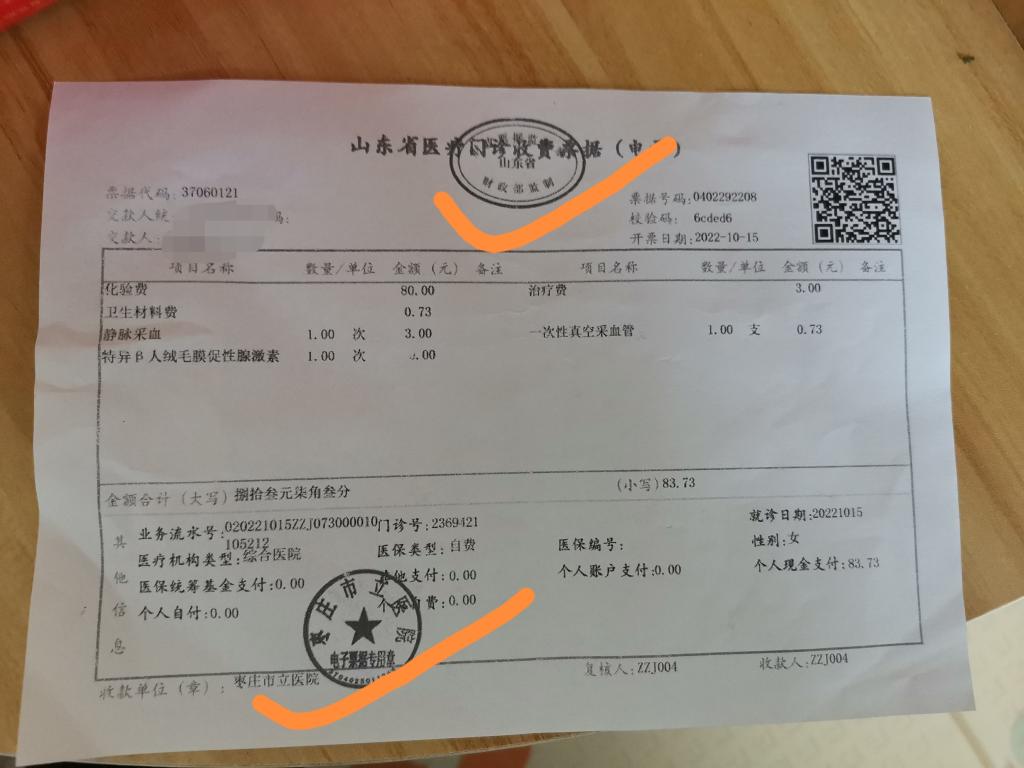 山东省医疗门诊收费票据（电子）
山东省
财政部监制
票据代码：37060121
票据号码：0402292208
交款人统
码：
校验码：6cded6
交款人：
开票日期：2022-10-15
项目名称 数量/单位 金额（元） 备注 项目名称 数量/单位 金额（元） 备注
化验费 80.00 治疗费 3.00
卫生材料费 0.73
静脉采血 1.00 次 3.00 一次性真空采血管 1.00 支 0.73
特异β人绒毛膜促性腺激素 1.00 次 .00
金额合计（大写）捌拾叁元柒角叁分 （小写）83.73
其他信息
业务流水号：020221015ZZJ073000010105212 门诊号：2369421 就诊日期：20221015
医疗机构类型：综合医院 医保类型：自费 医保编号： 性别：女
医保统筹基金支付：0.00 其他支付：0.00 个人账户支付：0.00 个人现金支付：83.73
个人自付：0.00 个人自费：0.00
枣庄市立医院
电子票据专用章
收款单位（章）：枣庄市立医院 复核人：ZZJ004 收款人：ZZJ004